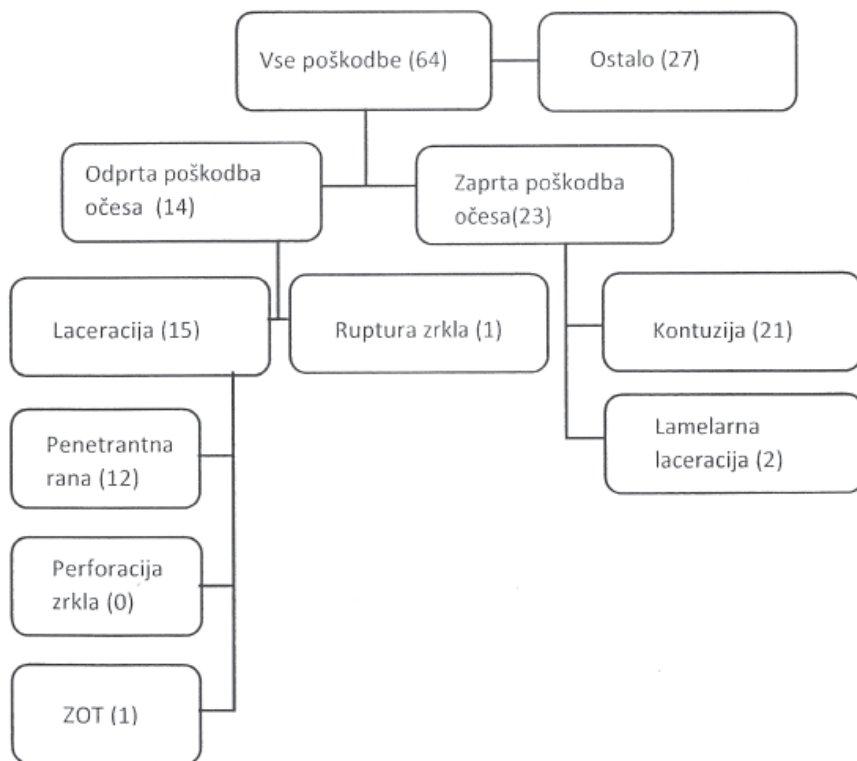 Vse poškodbe (64)
Ostalo (27)
Odprta poškodba
očesa (14)
Zaprta poškodba
očesa(23)
Laceracija (15)
Ruptura zrkla (1)
Kontuzija (21)
Penetrantna
rana (12)
Lamelarna
laceracija (2)
Perforacija
zrkla (0)
ZOT (1)